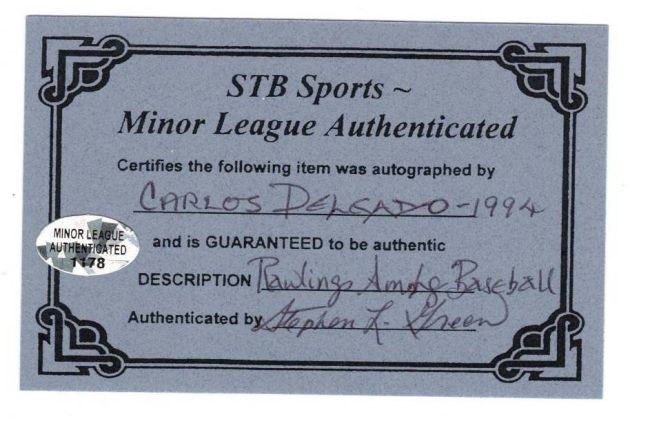 STB Sports ~
Minor League Authenticated
Certifies the following item was autographed by
CARLOS DELGADO - 1994
and is GUARANTEED to be authentic
MINOR LEAGUE
AUTHENTICATED
1178
DESCRIPTION Rawlings Baseball
Authenticated by Stephen L. Green